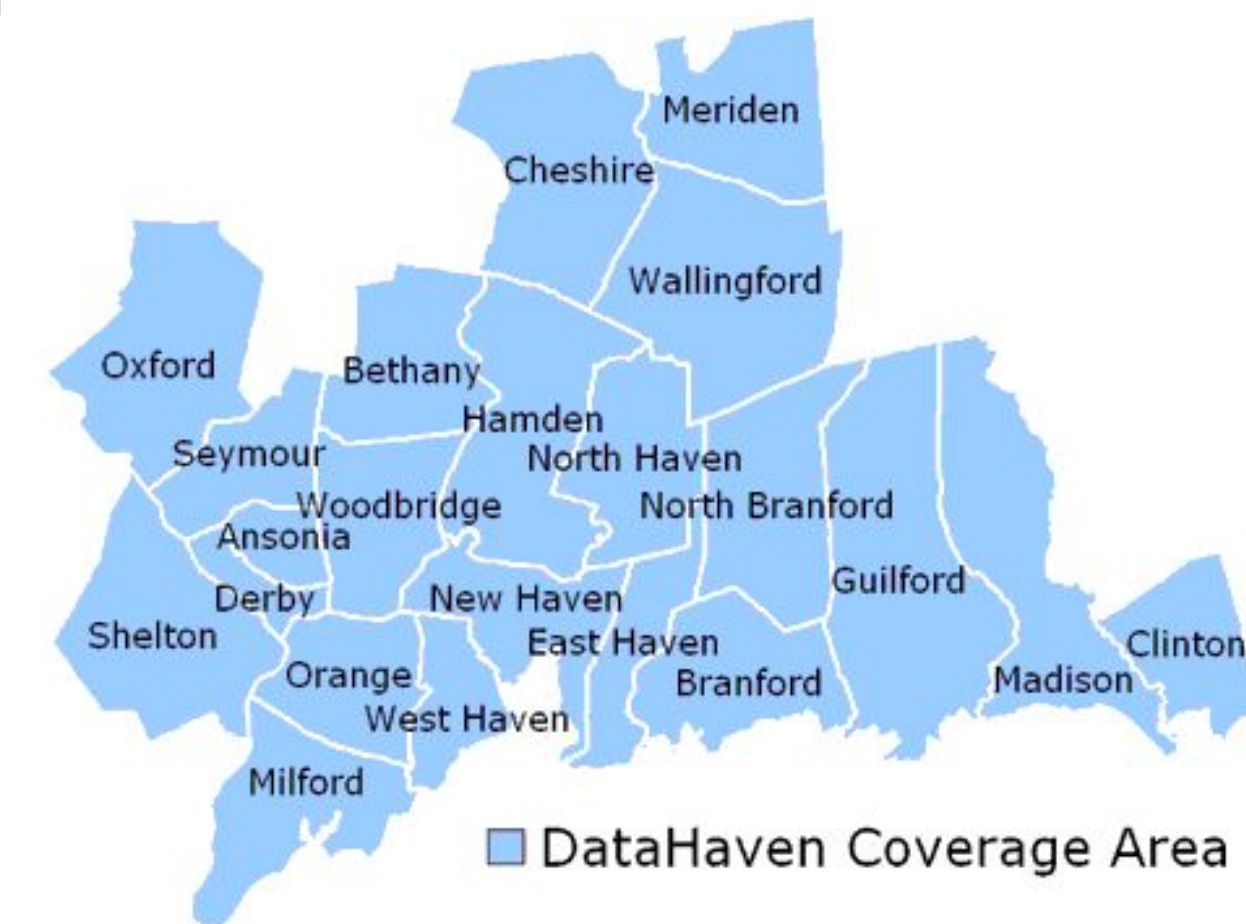 Meriden
Cheshire
Wallingford
Oxford
Bethany
Hamden
Seymour
North Haven
Woodbridge
North Branford
Ansonia
Guilford
Derby
New Haven
Shelton
East Haven
Clinton
Orange
Branford
Madison
West Haven
Milford
DataHaven Coverage Area